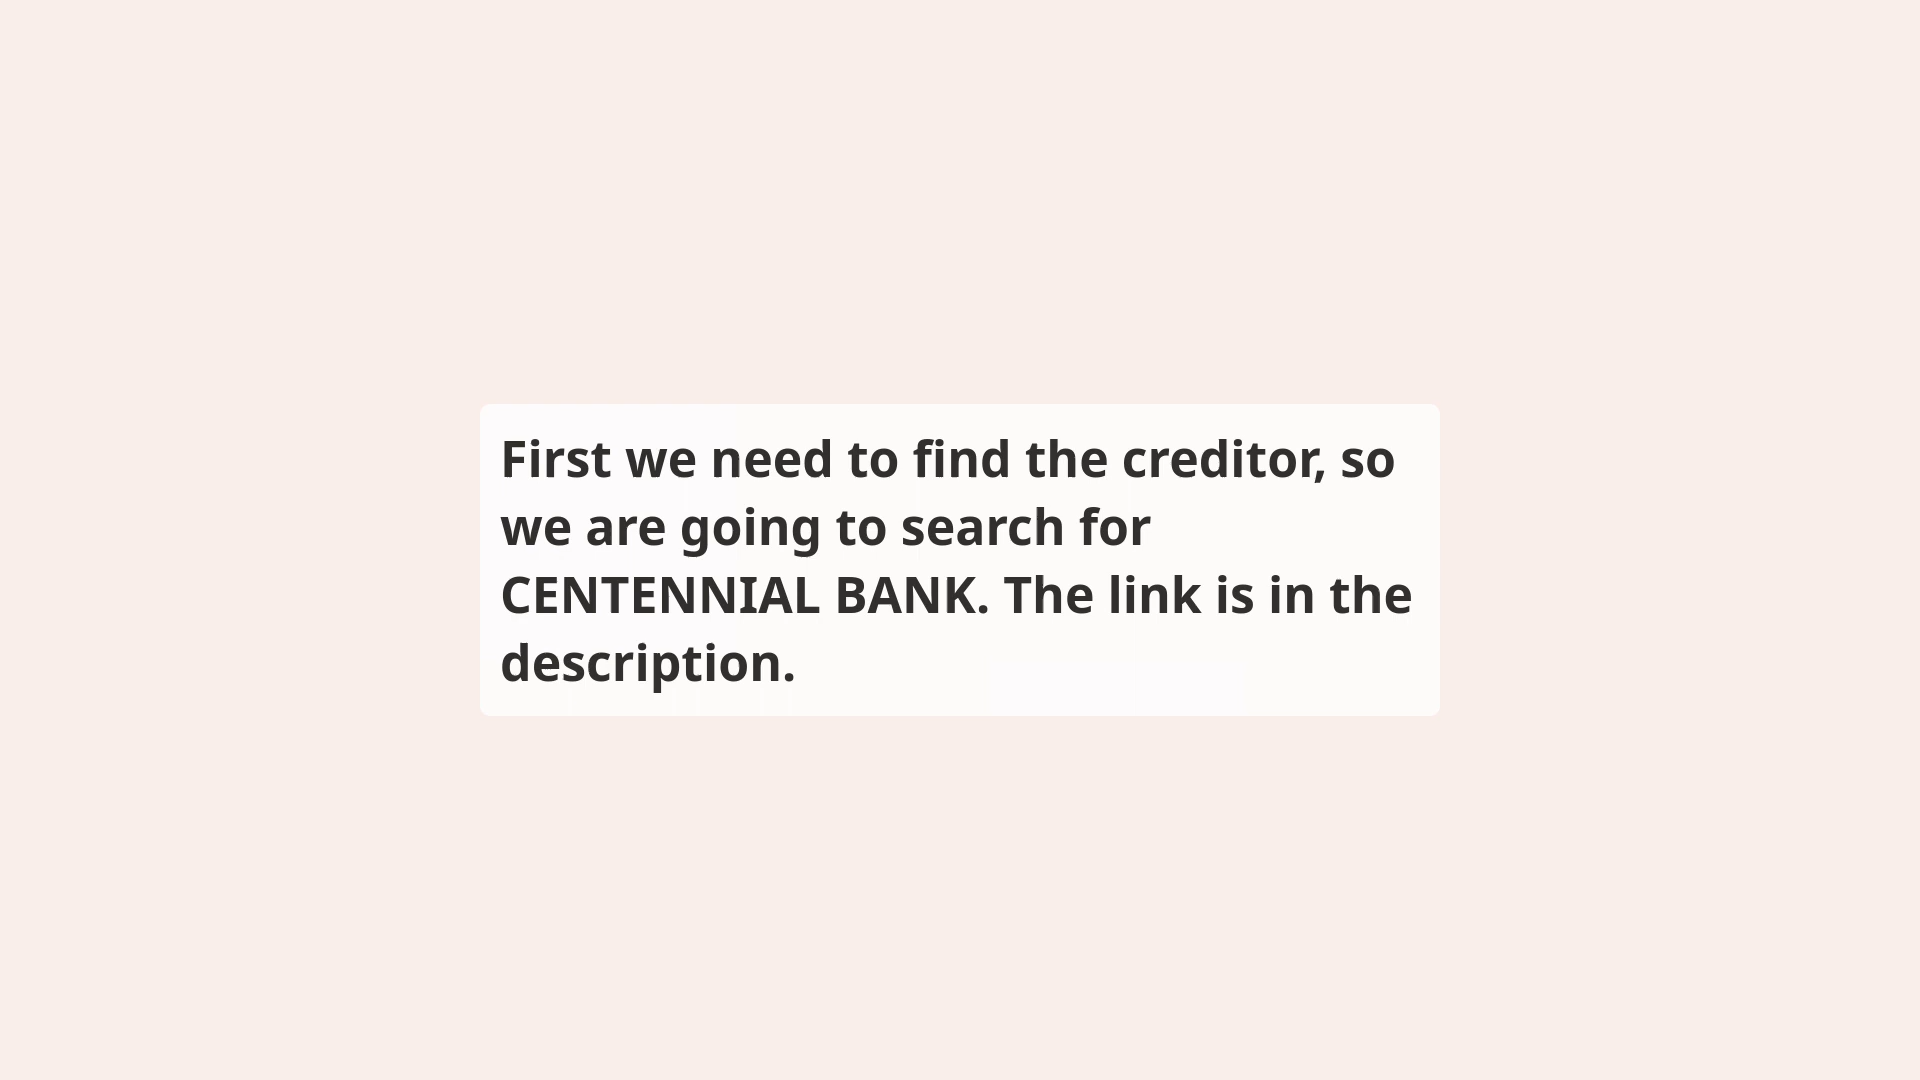 First we need to find the creditor, so
we are going to search for
CENTENNIAL BANK. The link is in the
description.